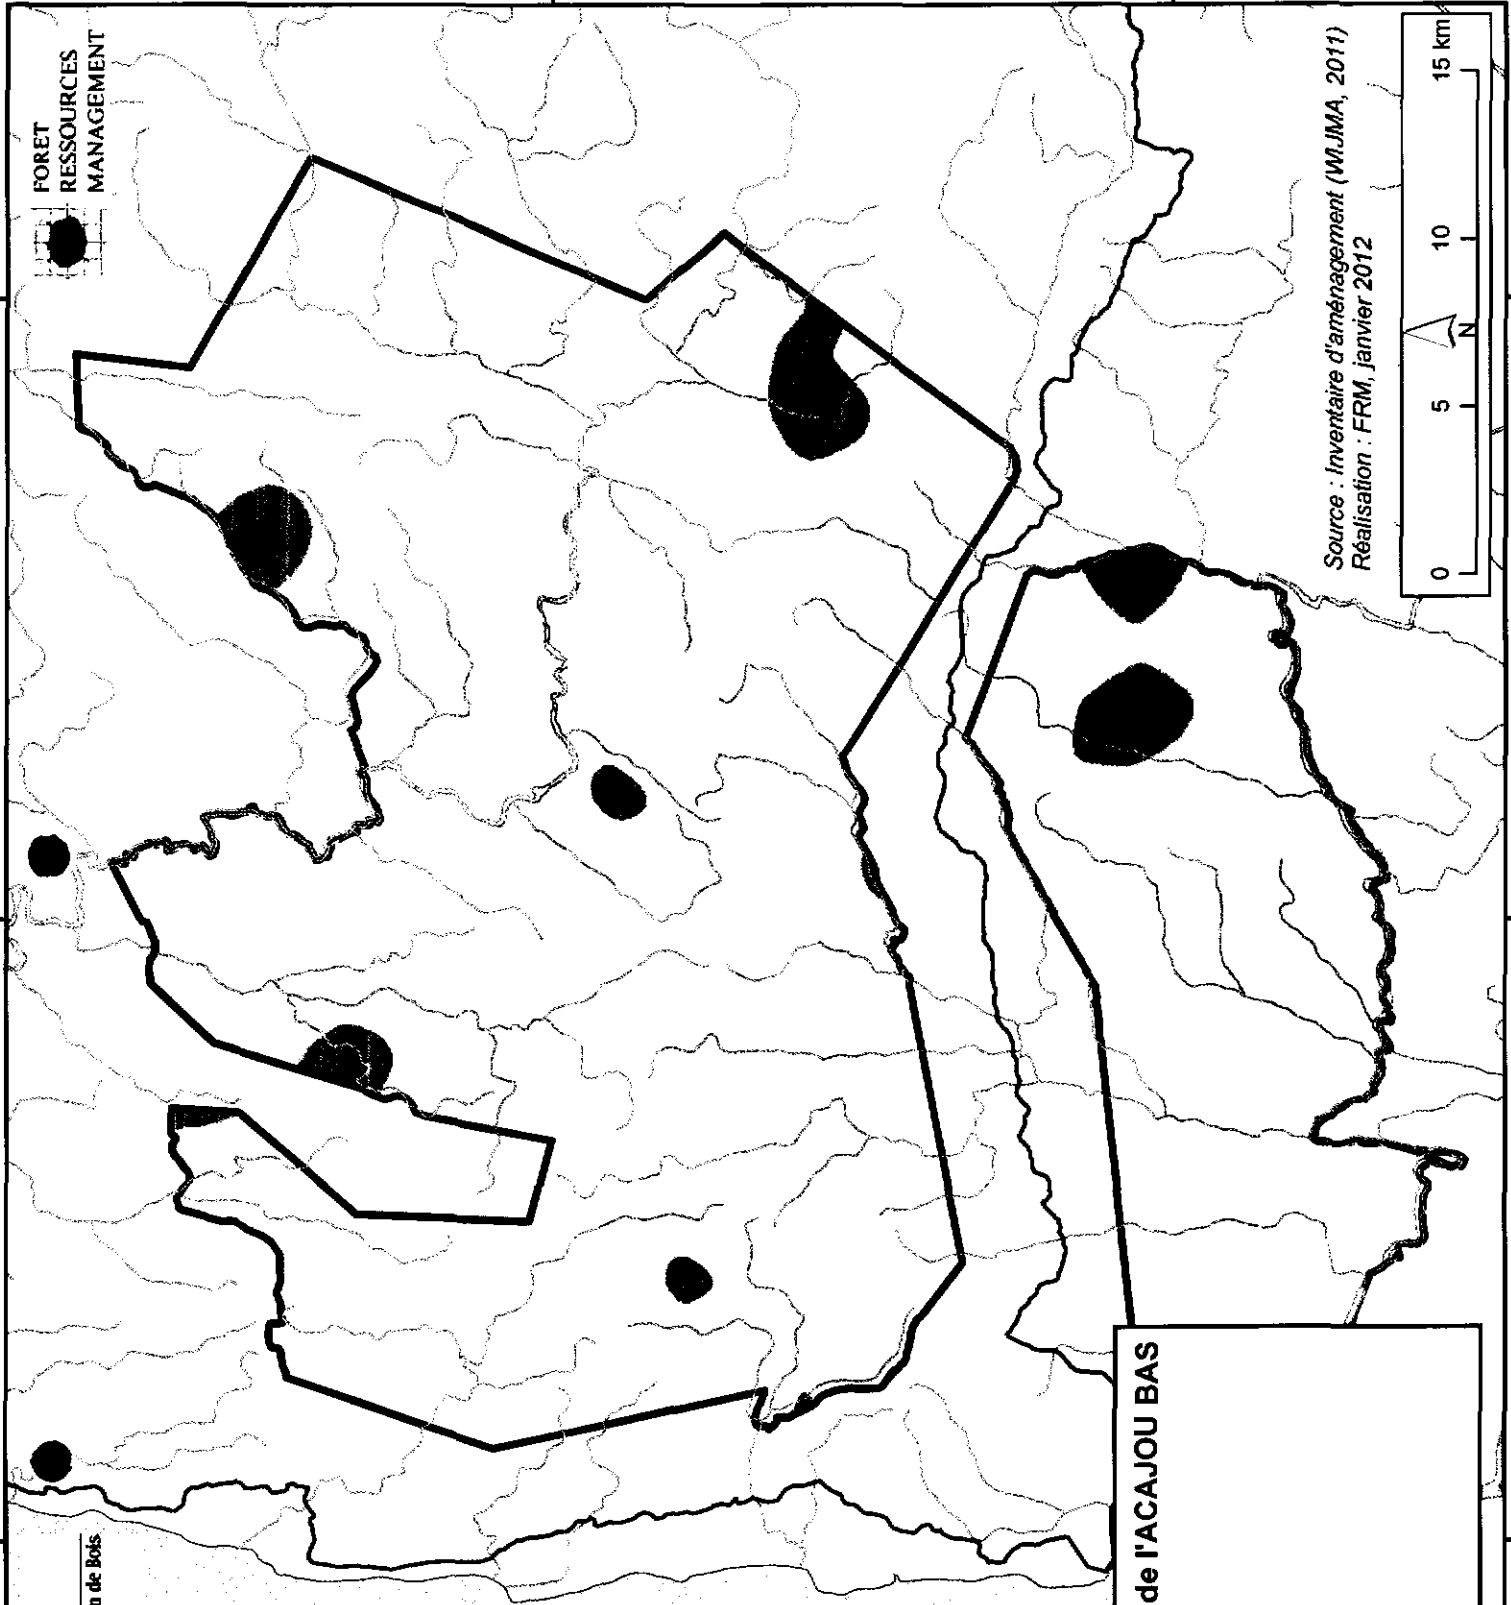 FORET
RESSOURCES
MANAGEMENT
n de Bois
de l'ACAJOU BAS
Source : Inventaire d'aménagement (WIJMA, 2011)
Réalisation : FRM, janvier 2012
0 5 10 15 km
N